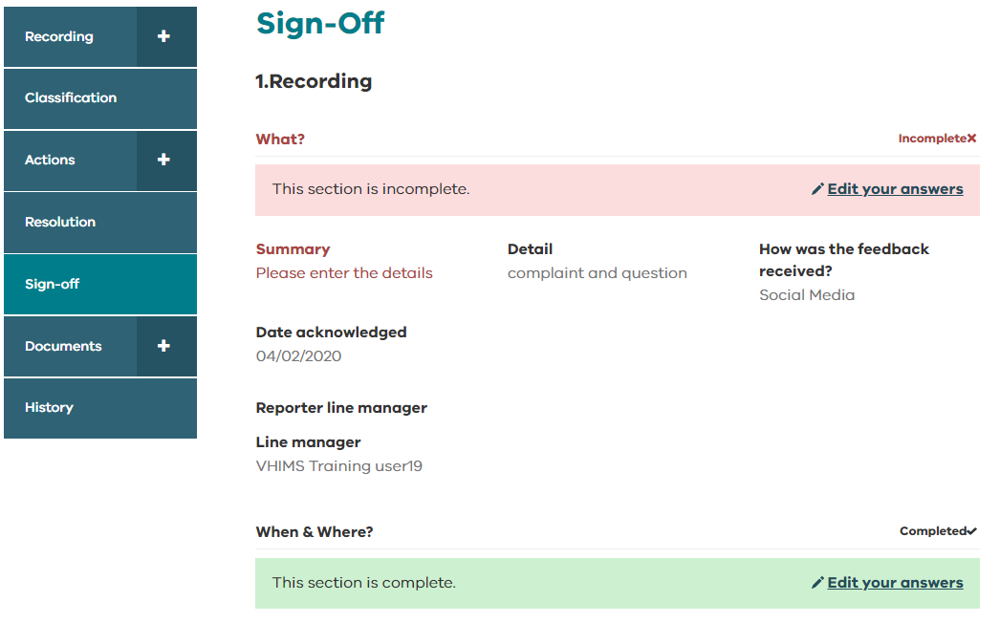 Recording +
Classification
Actions +
Resolution
Sign-off
Documents +
History
Sign-Off
1.Recording
What? Incomplete✕
This section is incomplete. Edit your answers
Summary Detail How was the feedback
Please enter the details complaint and question received?
Social Media
Date acknowledged
04/02/2020
Reporter line manager
Line manager
VHIMS Training user19
When & Where? Completed✓
This section is complete. Edit your answers